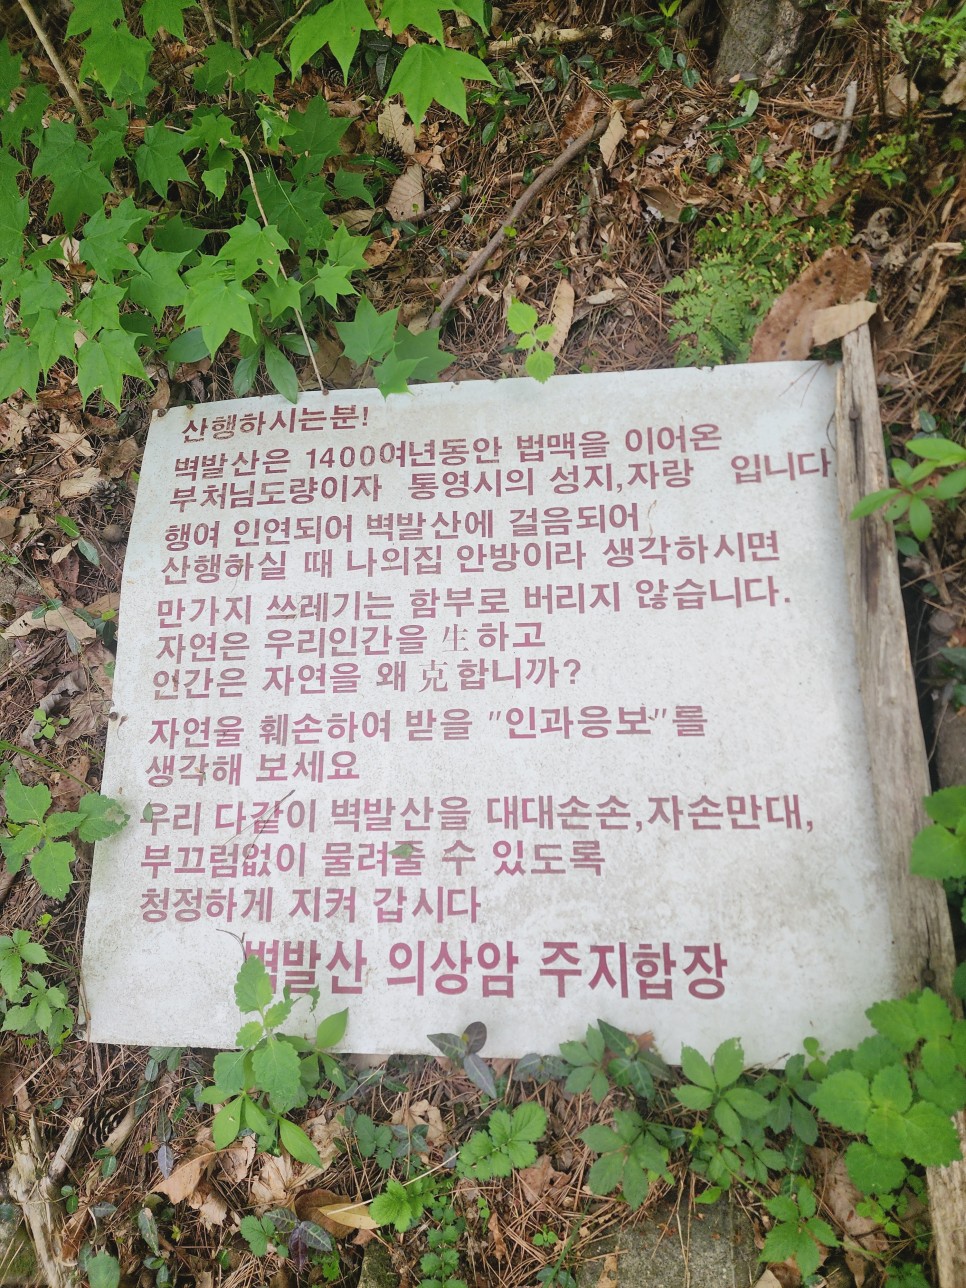 산행하시는분!
벽발산은 1400여년동안 법맥을 이어온
부처님도량이자 통영시의 성지,자랑 입니다
행여 인연되어 벽발산에 걸음되어
산행하실 때 나의집 안방이라 생각하시면
만가지 쓰레기는 함부로 버리지 않습니다.
자연은 우리인간을 生하고
인간은 자연을 왜 克합니까?
자연울 훼손하여 받을 "인과응보"를
생각해 보세요
우리 다같이 벽발산을 대대손손,자손만대,
부끄럼없이 물려줄 수 있도록
청정하게 지켜 갑시다
벽발산 의상암 주지합장